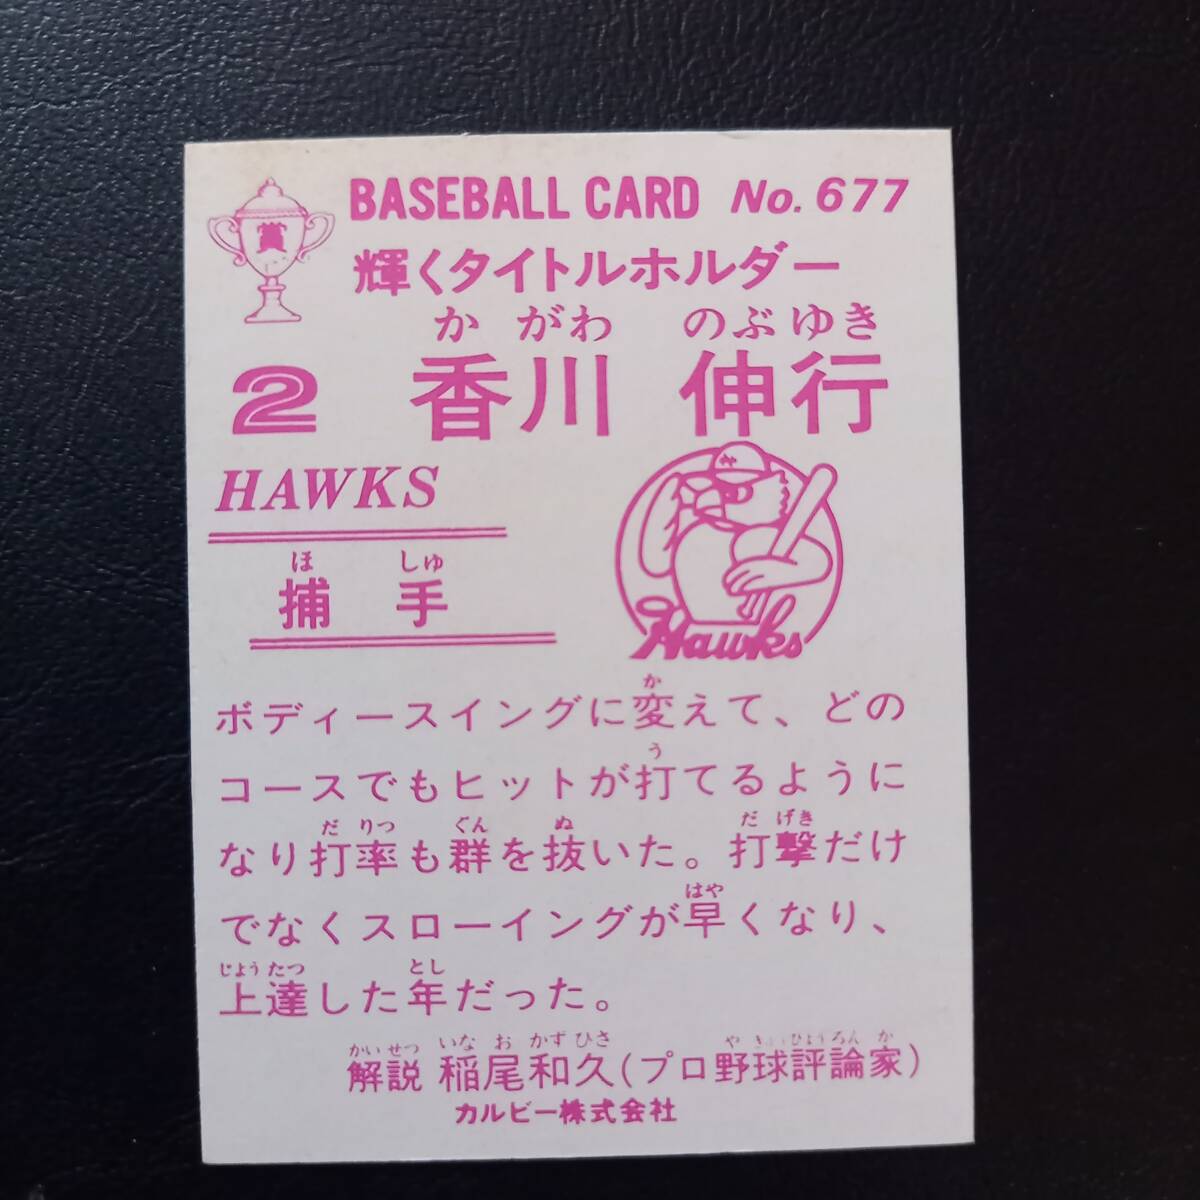 賞
BASEBALL CARD No. 677
輝くタイトルホルダー
か がわ のぶゆき
2 香川 伸行
HAWKS
ほ しゅ
捕 手
Hawks
か
ボディースイングに変えて、どの
う
コースでもヒットが打てるように
だ りつ ぐん ぬ だ げき
なり打率も群を抜いた。打撃だけ
はや
でなくスローイングが早くなり、
じょう たつ とし
上達した年だった。
かい せつ いな お かず ひさ や ひょうろん か
解説 稲尾和久(プロ野球評論家)
カルビー株式会社